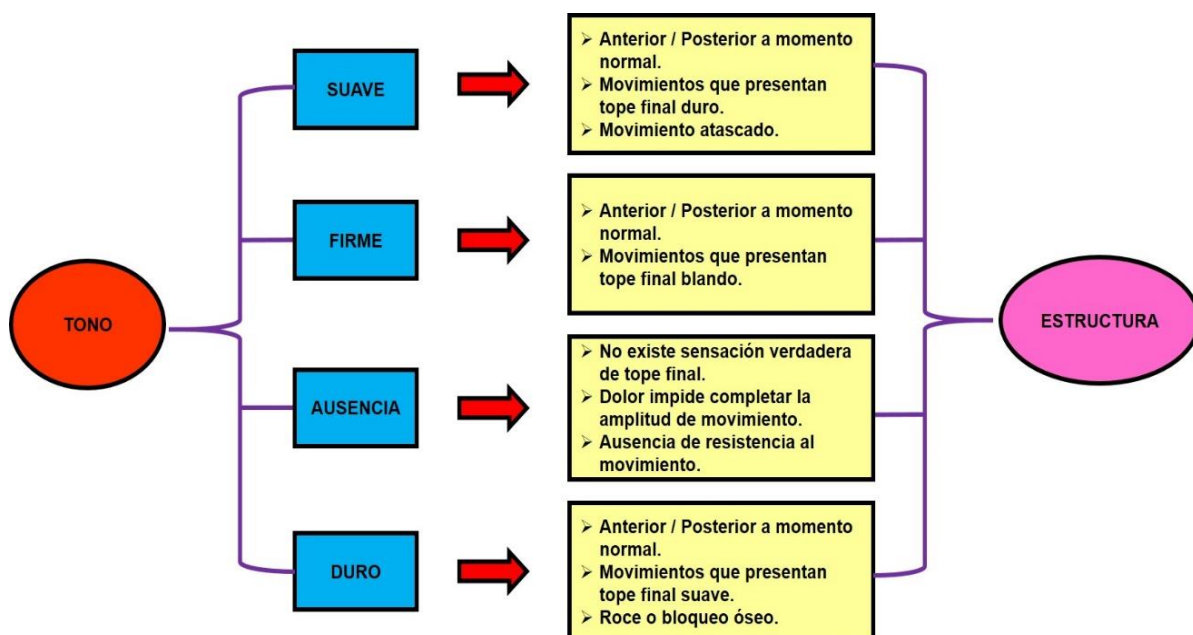 TONO
SUAVE
➢ Anterior / Posterior a momento
normal.
➢ Movimientos que presentan
tope final duro.
➢ Movimiento atascado.
FIRME
➢ Anterior / Posterior a momento
normal.
➢ Movimientos que presentan
tope final blando.
AUSENCIA
➢ No existe sensación verdadera
de tope final.
➢ Dolor impide completar la
amplitud de movimiento.
➢ Ausencia de resistencia al
movimiento.
DURO
➢ Anterior / Posterior a momento
normal.
➢ Movimientos que presentan
tope final suave.
➢ Roce o bloqueo óseo.
ESTRUCTURA